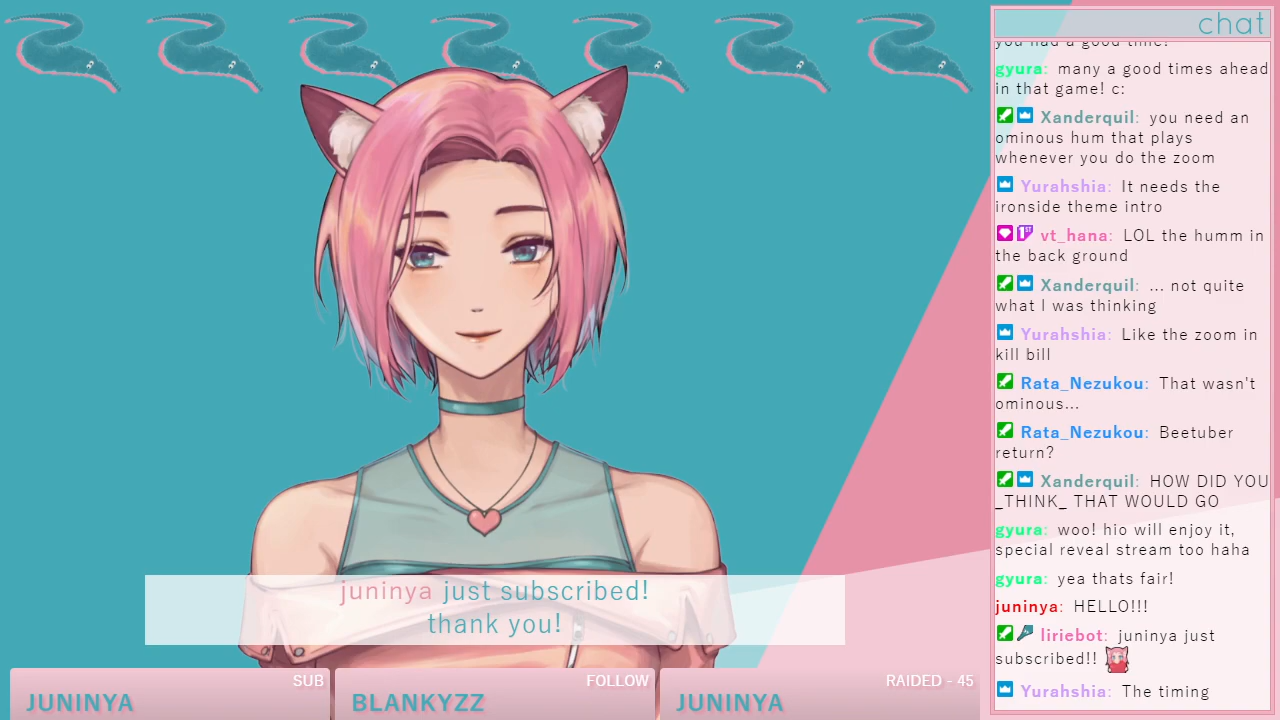 chat
you had a good time!
gyura: many a good times ahead
in that game! c:
Xanderquil: you need an
ominous hum that plays
whenever you do the zoom
Yurahshia: It needs the
ironside theme intro
1ST vt_hana: LOL the humm in
the back ground
Xanderquil: ... not quite
what I was thinking
Yurahshia: Like the zoom in
kill bill
Rata_Nezukou: That wasn't
ominous...
Rata_Nezukou: Beetuber
return?
Xanderquil: HOW DID YOU
_THINK_ THAT WOULD GO
gyura: woo! hio will enjoy it,
special reveal stream too haha
gyura: yea thats fair!
juninya: HELLO!!!
liriebot: juninya just
subscribed!!
Yurahshia: The timing
juninya just subscribed!
thank you!
SUB
JUNINYA
FOLLOW
BLANKYZZ
RAIDED - 45
JUNINYA